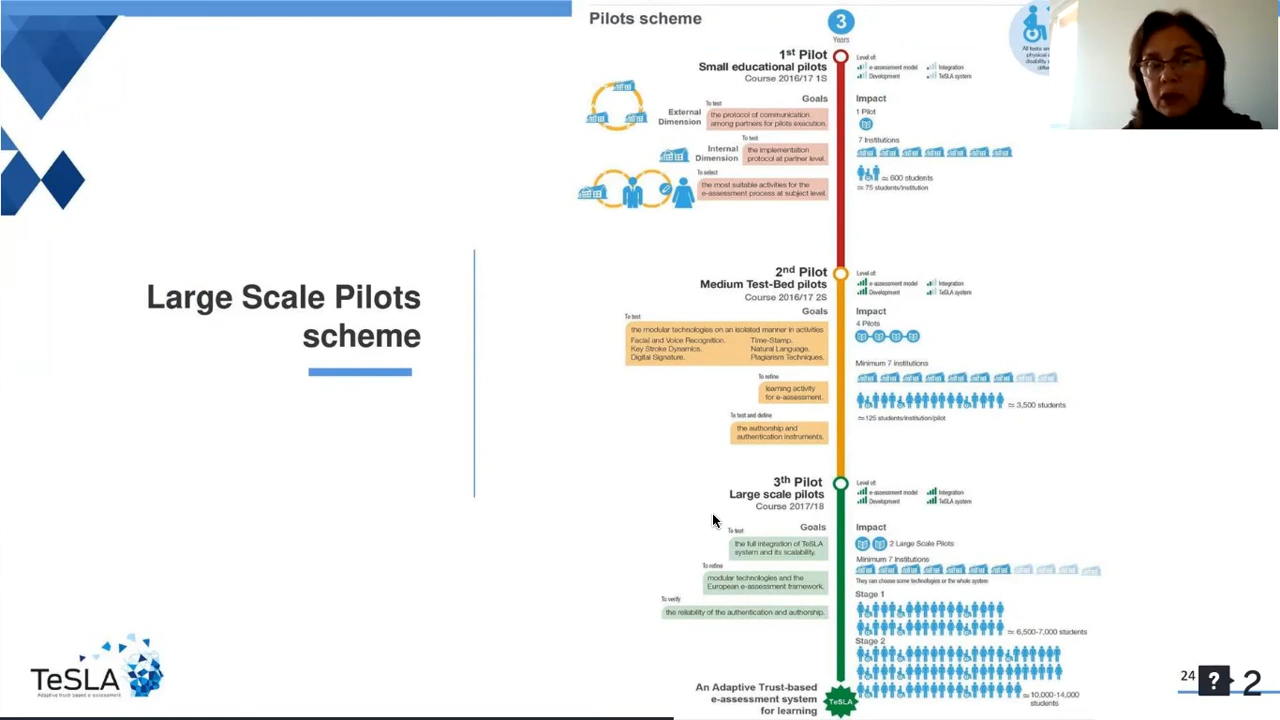 Large Scale Pilots
scheme
TeSLA
Adaptive trust based e-assessment
Pilots scheme
3
Years
1st Pilot
Small educational pilots
Course 2016/17 1S
Goals
External
Dimension
To test
the protocol of communication
among partners for pilots execution.
Internal
Dimension
To test
the implementation
protocol at partner level.
To select
the most suitable activities for the
e-assessment process at subject level.
Level of:
e-assessment model
Integration
Development
TeSLA system
Impact
1 Pilot
7 Institutions
≈ 600 students
≈ 75 students/institution
2nd Pilot
Medium Test-Bed pilots
Course 2016/17 2S
Goals
To test
the modular technologies on an isolated manner in activities
Facial and Voice Recognition.
Time-Stamp.
Key Stroke Dynamics.
Natural Language.
Digital Signature.
Plagiarism Techniques.
To refine
learning activity
for e-assessment.
To test and define
the authorship and
authentication instruments.
Level of:
e-assessment model
Integration
Development
TeSLA system
Impact
4 Pilots
Minimum 7 institutions
≈ 3,500 students
≈125 students/institution/pilot
3th Pilot
Large scale pilots
Course 2017/18
Goals
To test
the full integration of TeSLA
system and its scalability.
To refine
modular technologies and the
European e-assessment framework.
To verify
the reliability of the authentication and authorship.
Level of:
e-assessment model
Integration
Development
TeSLA system
Impact
2 Large Scale Pilots
Minimum 7 Institutions
They can choose some technologies or the whole system
Stage 1
≈ 6,500-7,000 students
Stage 2
≈ 10,000-14,000
students
An Adaptive Trust-based
e-assessment system
for learning
TeSLA
24
?
2